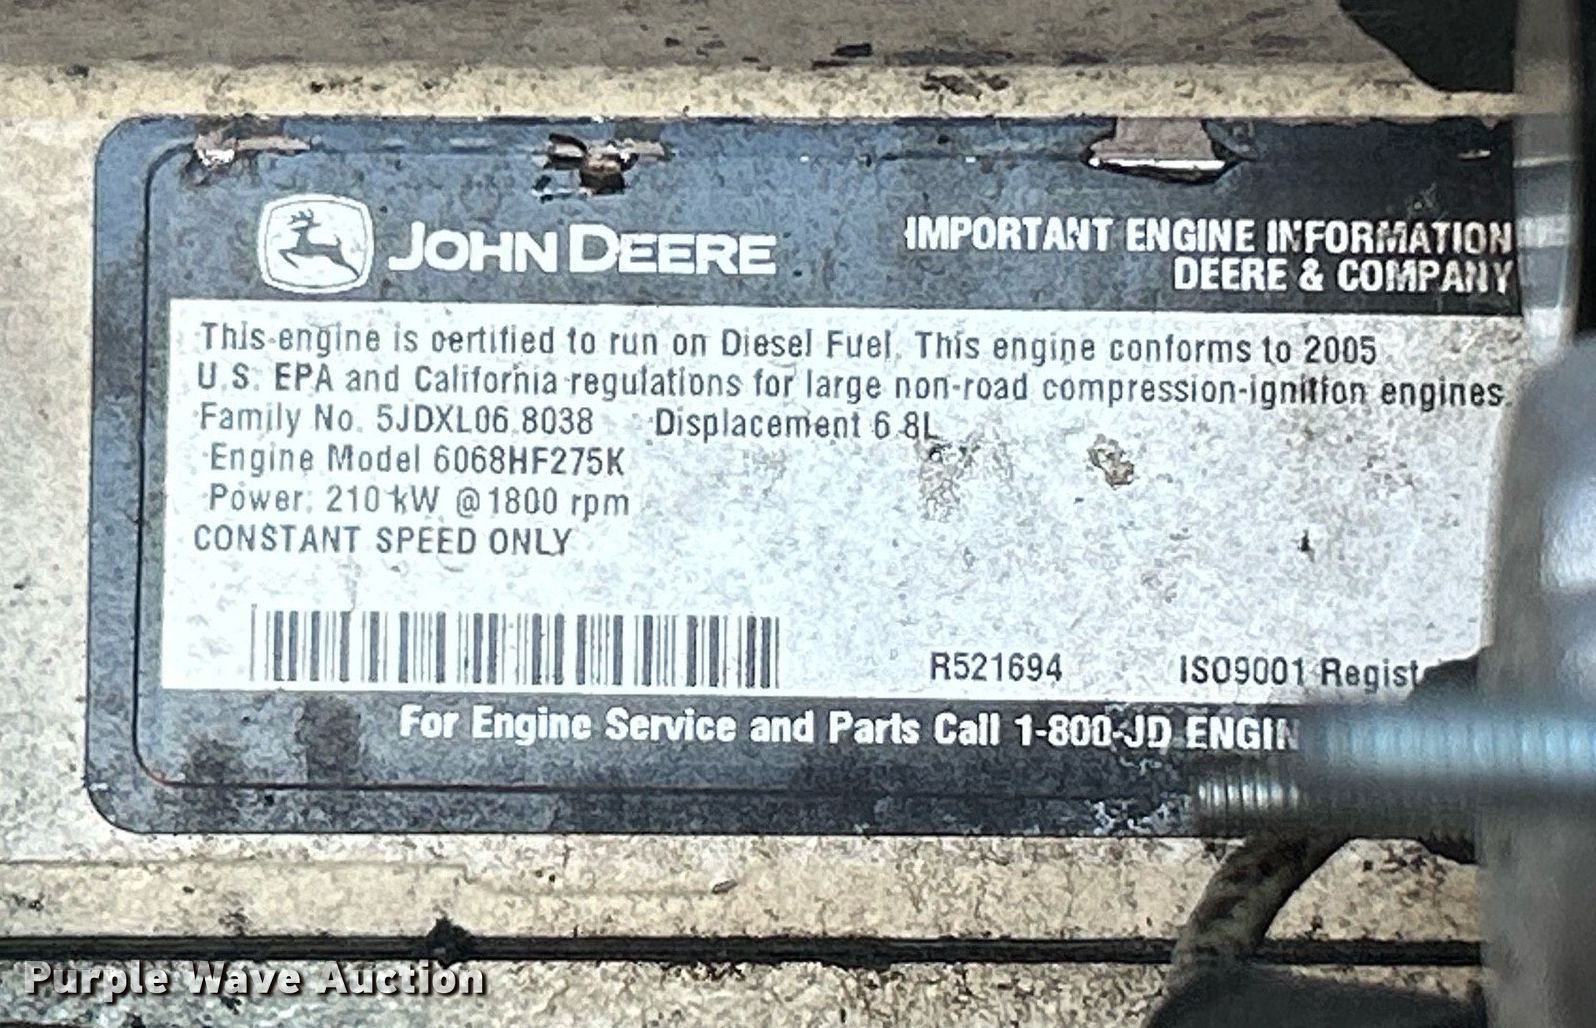 JOHN DEERE
IMPORTANT ENGINE INFORMATION
DEERE & COMPANY
This engine is certified to run on Diesel Fuel. This engine conforms to 2005
U.S. EPA and California regulations for large non-road compression-ignition engines.
Family No. 5JDXL06.8038 Displacement 6.8L
Engine Model 6068HF275K
Power: 210 kW @ 1800 rpm
CONSTANT SPEED ONLY
R521694 ISO9001
For Engine Service and Parts Call 1-800-JD
Purple Wave Auction